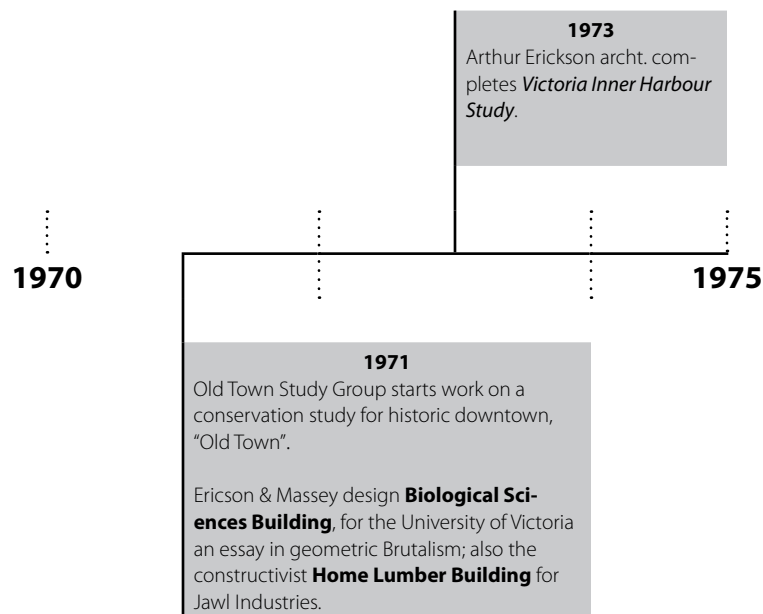 1973
Arthur Erickson archt. com-
pletes Victoria Inner Harbour
Study.
1970
1975
1971
Old Town Study Group starts work on a
conservation study for historic downtown,
“Old Town”.
Ericson & Massey design Biological Sci-
ences Building, for the University of Victoria
an essay in geometric Brutalism; also the
constructivist Home Lumber Building for
Jawl Industries.